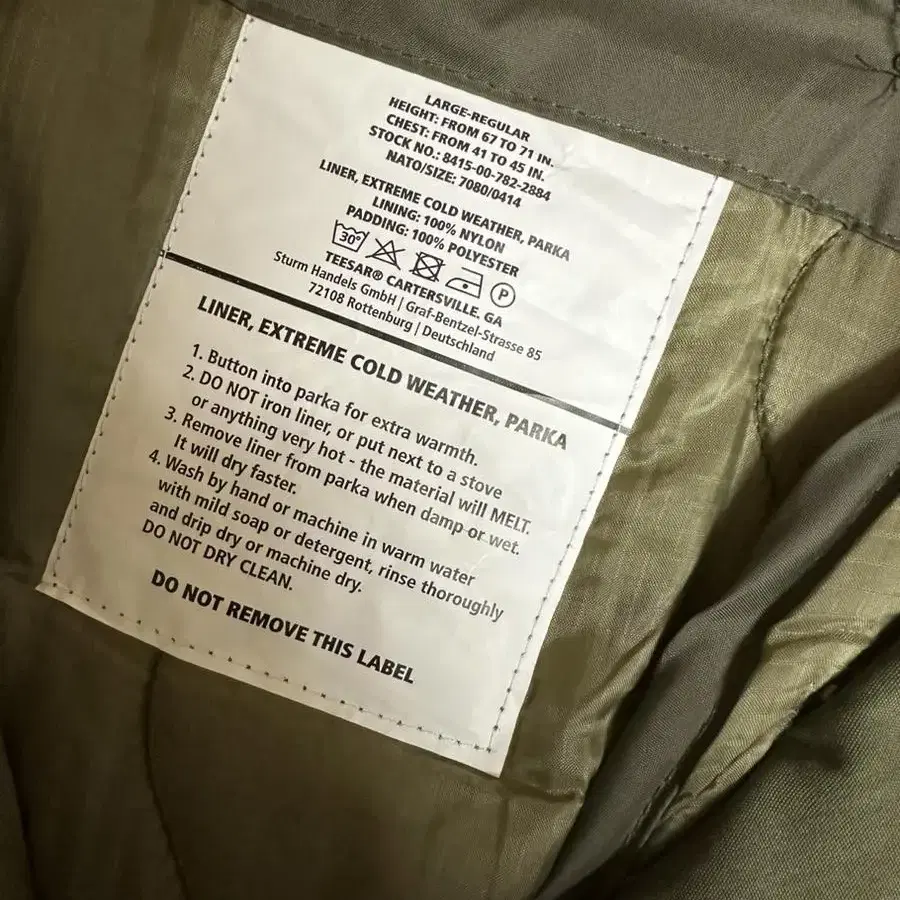 LARGE-REGULAR
HEIGHT: FROM 67 TO 71 IN.
CHEST: FROM 41 TO 45 IN.
STOCK NO.: 8415-00-782-2884
NATO/SIZE: 7080/0414
LINER, EXTREME COLD WEATHER, PARKA
LINING: 100% NYLON
PADDING: 100% POLYESTER
30° P
TEESAR® CARTERSVILLE. GA
Sturm Handels GmbH | Graf-Bentzel-Strasse 85
72108 Rottenburg | Deutschland
LINER, EXTREME COLD WEATHER, PARKA
1. Button into parka for extra warmth.
2. DO NOT iron liner, or put next to a stove
or anything very hot - the material will MELT.
3. Remove liner from parka when damp or wet.
It will dry faster.
4. Wash by hand or machine in warm water
with mild soap or detergent, rinse thoroughly
and drip dry or machine dry.
DO NOT DRY CLEAN.
DO NOT REMOVE THIS LABEL